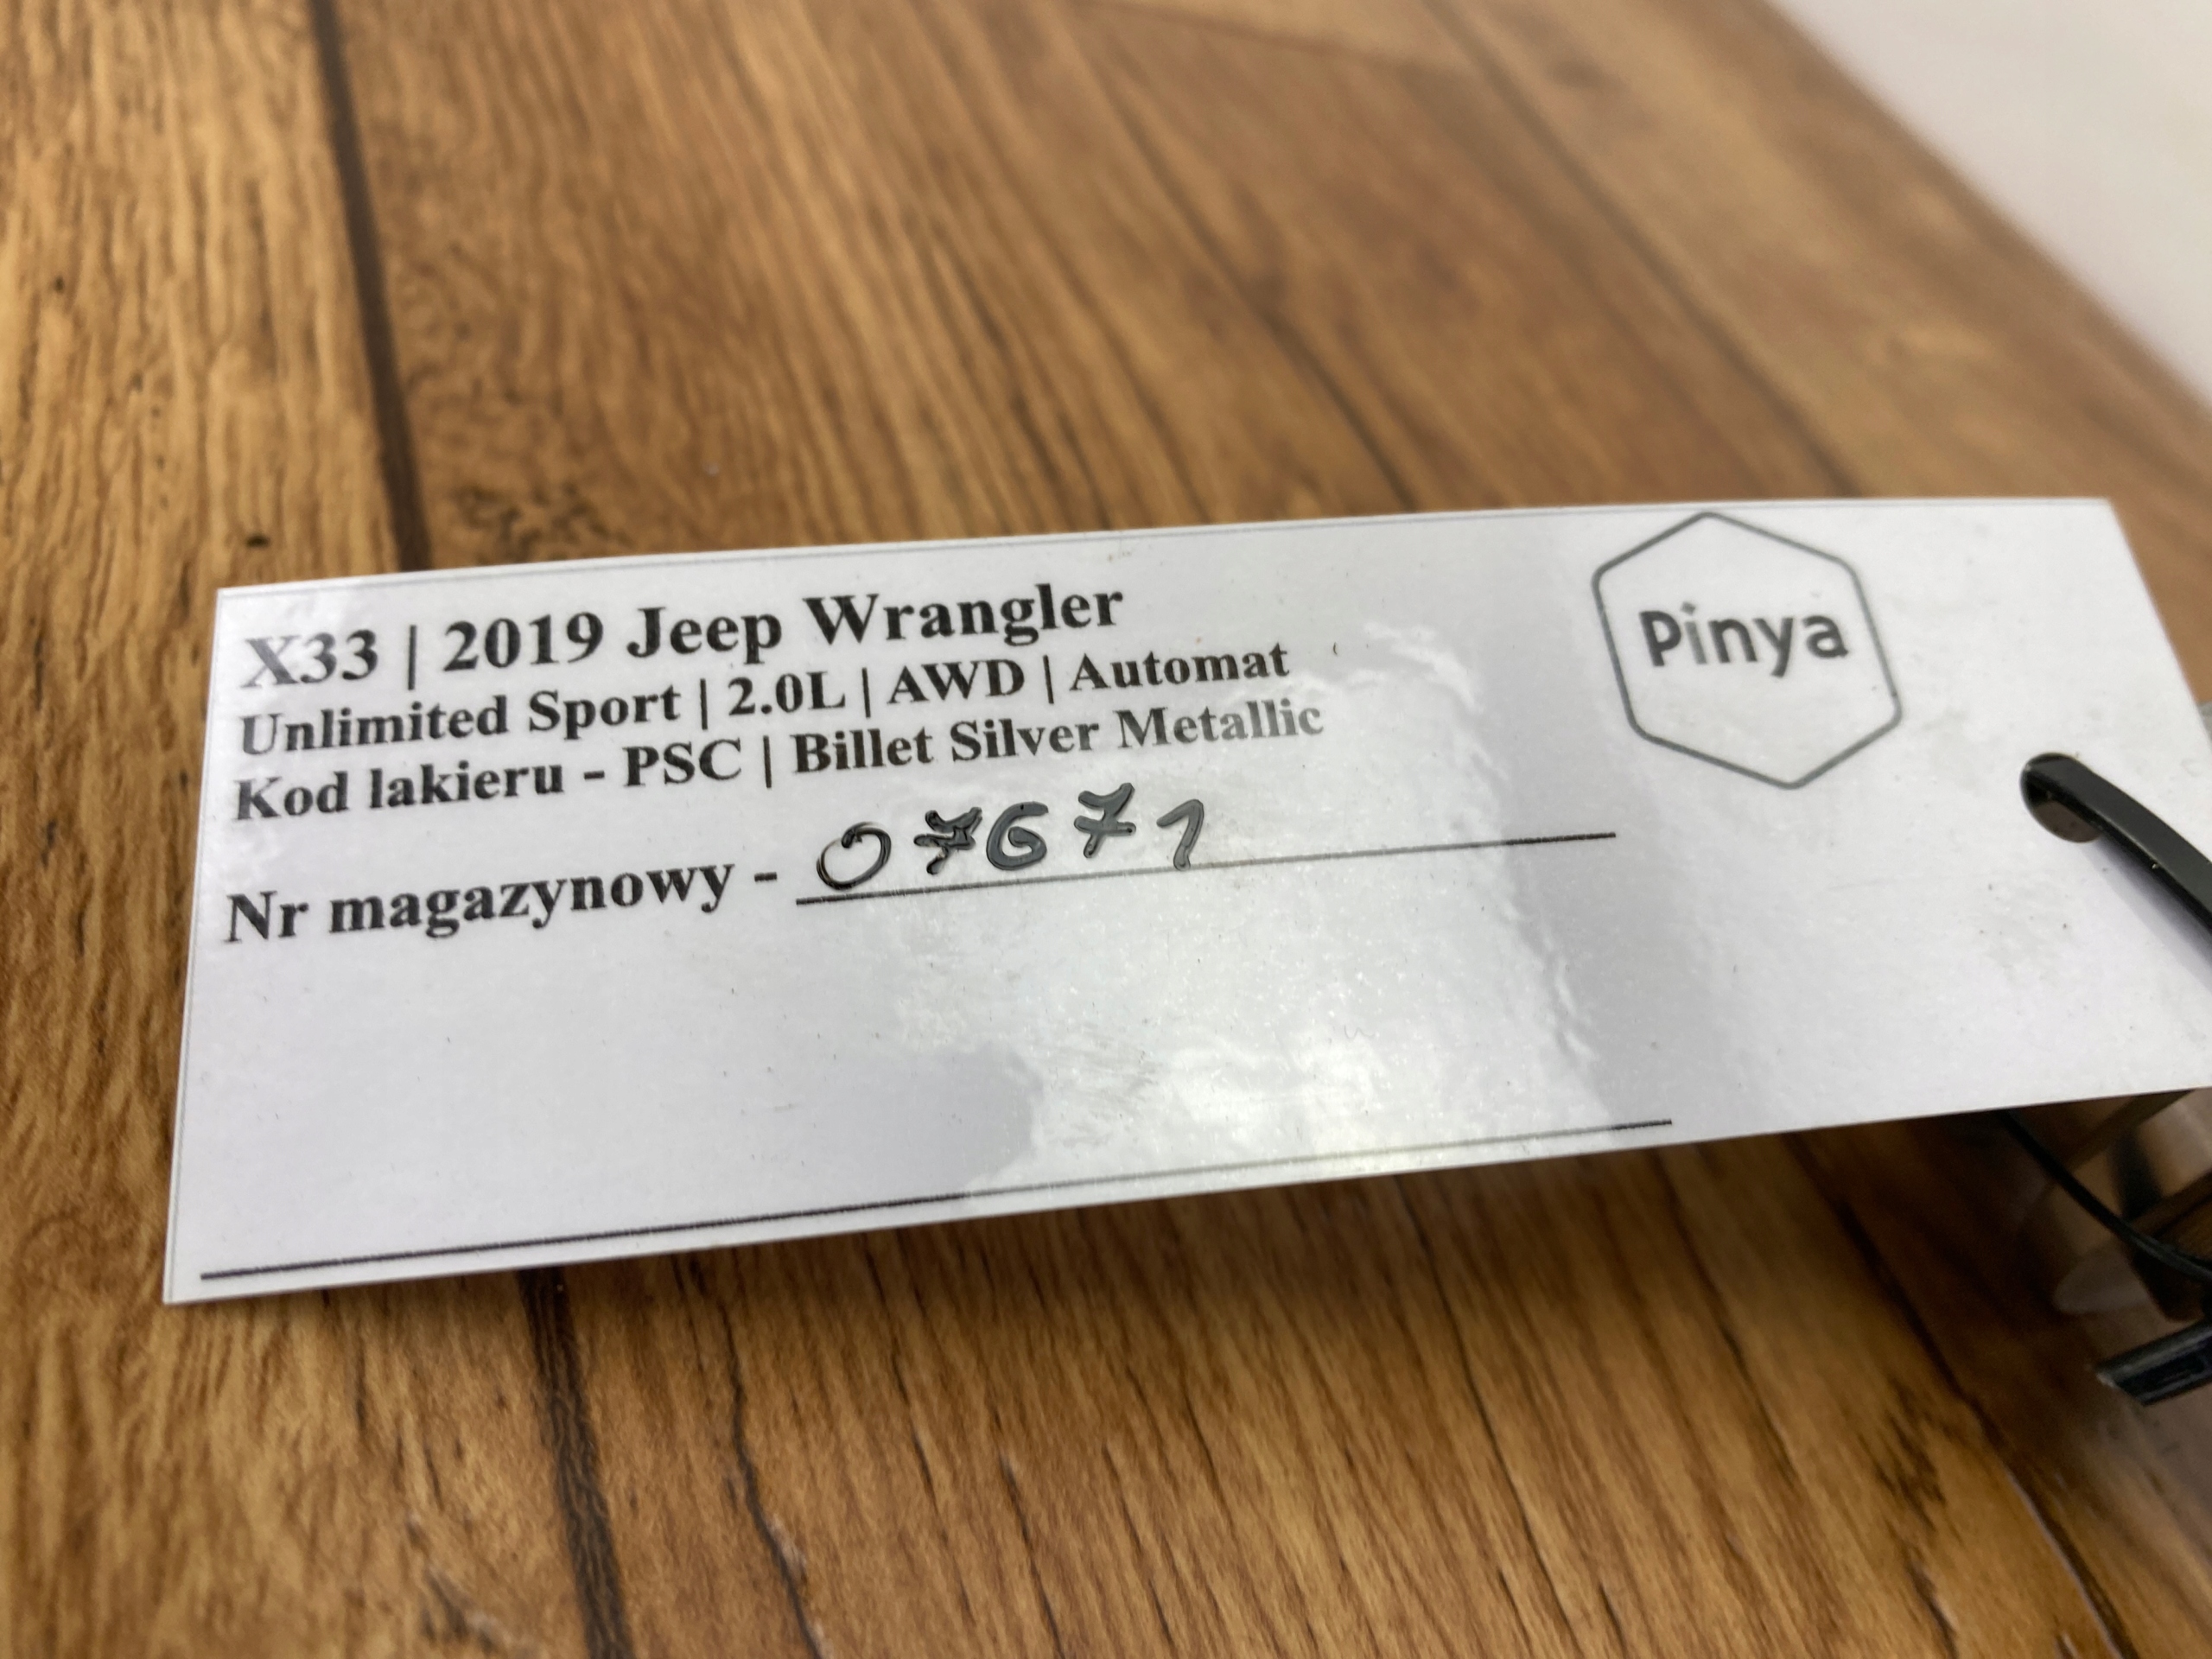 X33 | 2019 Jeep Wrangler
Unlimited Sport | 2.0L | AWD | Automat
Kod lakieru - PSC | Billet Silver Metallic
Nr magazynowy - 07671
Pinya